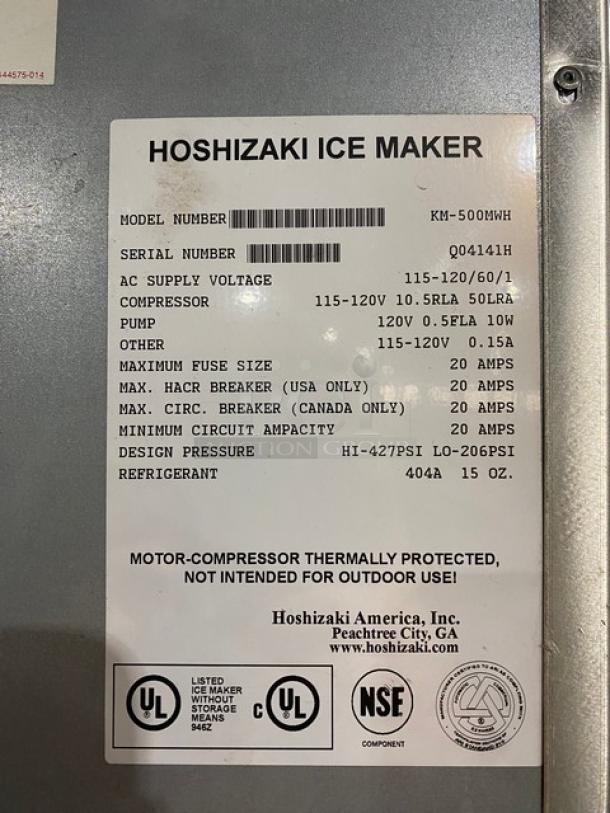 44575-014
HOSHIZAKI ICE MAKER
MODEL NUMBER KM-500MWH
SERIAL NUMBER Q04141H
AC SUPPLY VOLTAGE 115-120/60/1
COMPRESSOR 115-120V 10.5RLA 50LRA
PUMP 120V 0.5FLA 10W
OTHER 115-120V 0.15A
MAXIMUM FUSE SIZE 20 AMPS
MAX. HACR BREAKER (USA ONLY) 20 AMPS
MAX. CIRC. BREAKER (CANADA ONLY) 20 AMPS
MINIMUM CIRCUIT AMPACITY 20 AMPS
DESIGN PRESSURE HI-427PSI LO-206PSI
REFRIGERANT 404A 15 OZ.
MOTOR-COMPRESSOR THERMALLY PROTECTED,
NOT INTENDED FOR OUTDOOR USE!
Hoshizaki America, Inc.
Peachtree City, GA
www.hoshizaki.com
UL
LISTED
ICE MAKER
WITHOUT
STORAGE
MEANS
946Z
C UL
NSF
COMPONENT